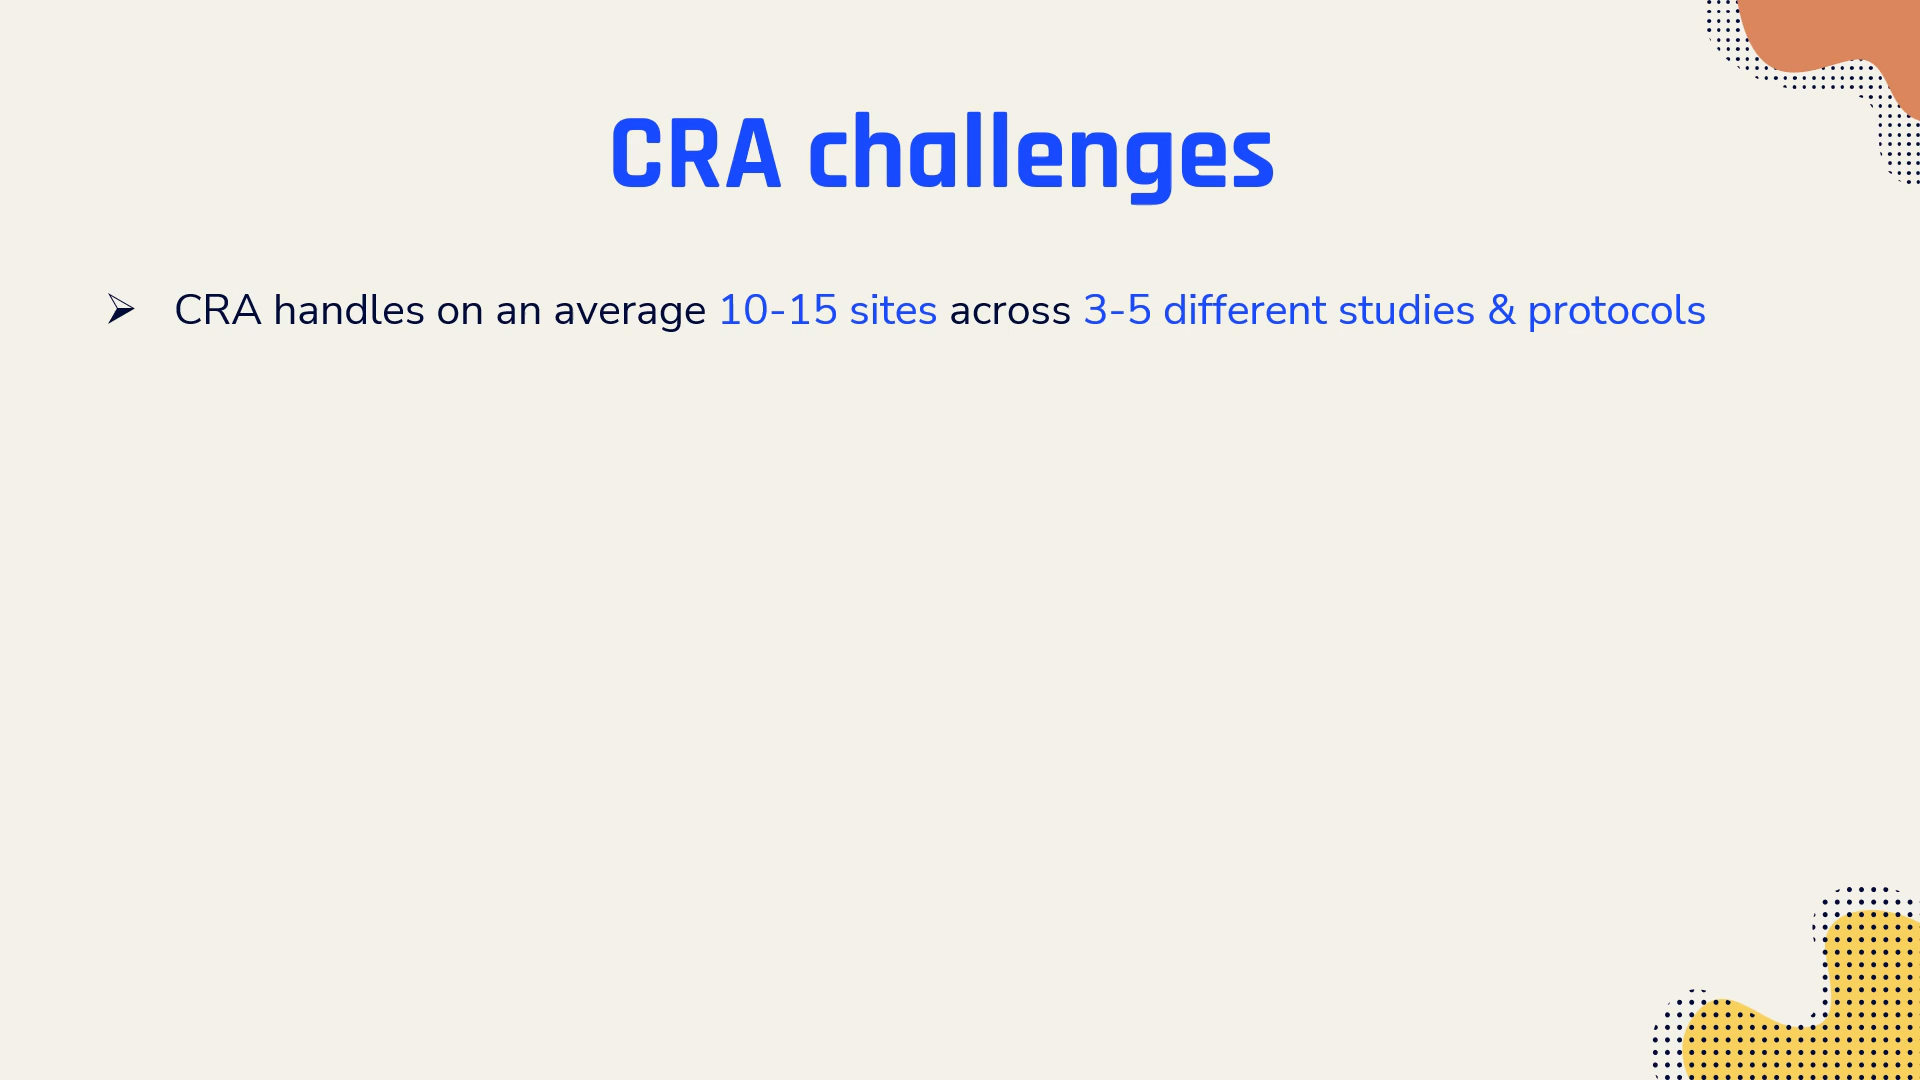 CRA challenges
➢ CRA handles on an average 10-15 sites across 3-5 different studies & protocols